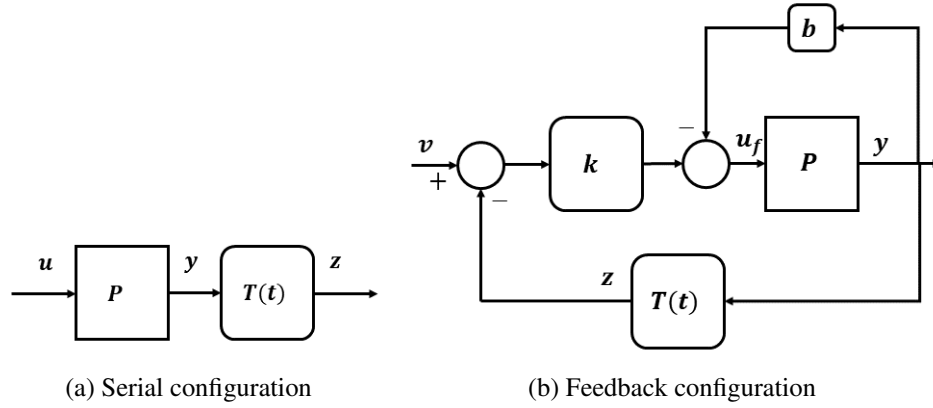 b
−
v
+
−
k
u_f
P
y
z
T(t)
u
P
y
T(t)
z
(a) Serial configuration
(b) Feedback configuration